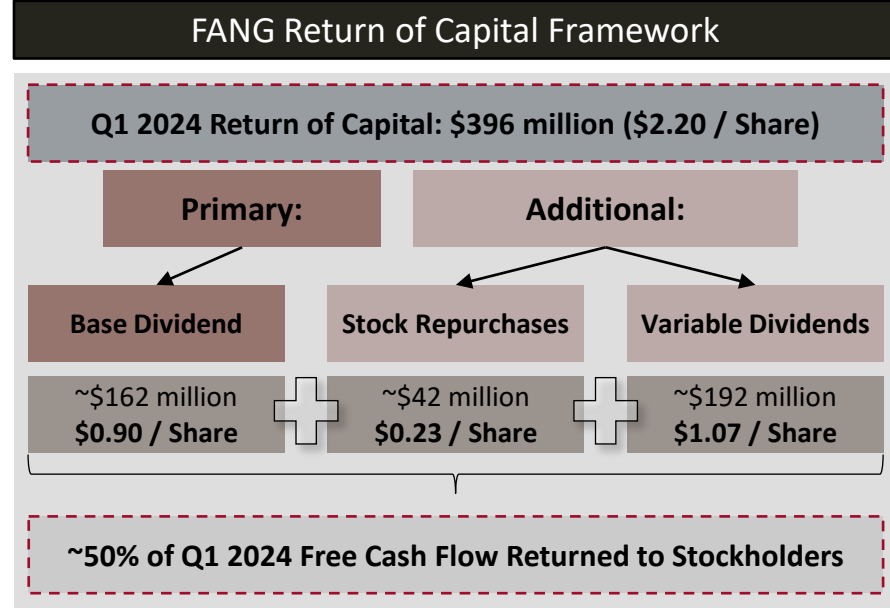 FANG Return of Capital Framework
Q1 2024 Return of Capital: $396 million ($2.20 / Share)
Primary:
Additional:
Base Dividend
Stock Repurchases
Variable Dividends
~$162 million
$0.90 / Share
~$42 million
$0.23 / Share
~$192 million
$1.07 / Share
~50% of Q1 2024 Free Cash Flow Returned to Stockholders